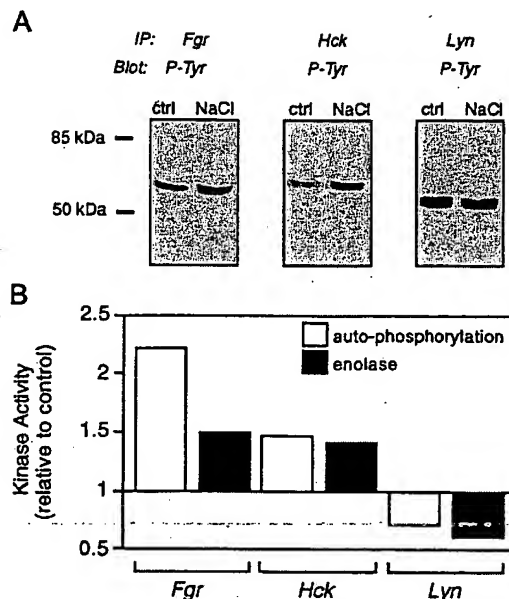 A
IP: Fgr Hck Lyn
Blot: P-Tyr P-Tyr P-Tyr
ctrl NaCl ctrl NaCl ctrl NaCl
85 kDa
50 kDa
B
2.5
auto-phosphorylation
enolase
2
1.5
1
0.5
Kinase Activity
(relative to control)
Fgr Hck Lyn